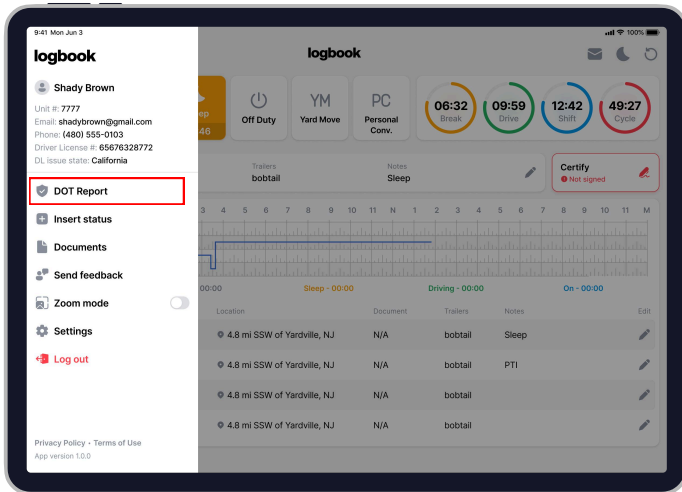 9:41 Mon Jun 3
100%
logbook
Shady Brown
Unit #: 7777
Email: shadybrown@gmail.com
Phone: (480) 555-0103
Driver License #: 65676328772
DL issue state: California
DOT Report
Insert status
Documents
Send feedback
Zoom mode
Settings
Log out
Privacy Policy • Terms of Use
App version 1.0.0
logbook
Off Duty
YM
Yard Move
PC
Personal
Conv.
06:32
Break
09:59
Drive
12:42
Shift
49:27
Cycle
Trailers
bobtail
Notes
Sleep
Certify
Not signed
3 4 5 6 7 8 9 10 11 N 1 2 3 4 5 6 7 8 9 10 11 M
00:00
Sleep - 00:00
Driving - 00:00
On - 00:00
Location Document Trailers Notes Edit
4.8 mi SSW of Yardville, NJ N/A bobtail Sleep
4.8 mi SSW of Yardville, NJ N/A bobtail PTI
4.8 mi SSW of Yardville, NJ N/A bobtail
4.8 mi SSW of Yardville, NJ N/A bobtail